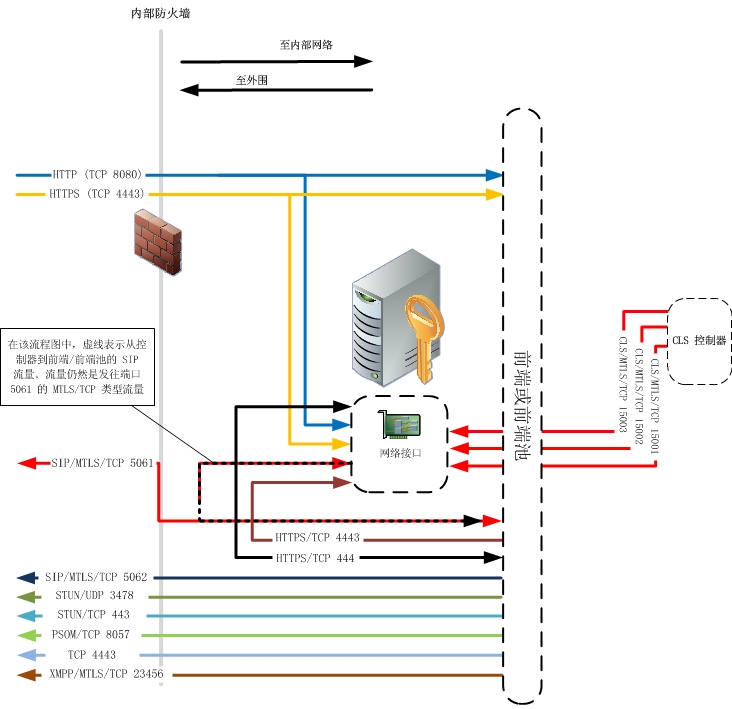 内部防火墙
至内部网络
至外围
HTTP (TCP 8080)
HTTPS (TCP 4443)
在该流程图中，虚线表示从控
制器到前端/前端池的 SIP
流量。流量仍然是发往端口
5061 的 MTLS/TCP 类型流量
前端或前端池
CLS 控制器
CLS/MTLS/TCP 15003
CLS/MTLS/TCP 15002
CLS/MTLS/TCP 15001
网络接口
SIP/MTLS/TCP 5061
HTTPS/TCP 4443
HTTPS/TCP 444
SIP/MTLS/TCP 5062
STUN/UDP 3478
STUN/TCP 443
PSOM/TCP 8057
TCP 4443
XMPP/MTLS/TCP 23456